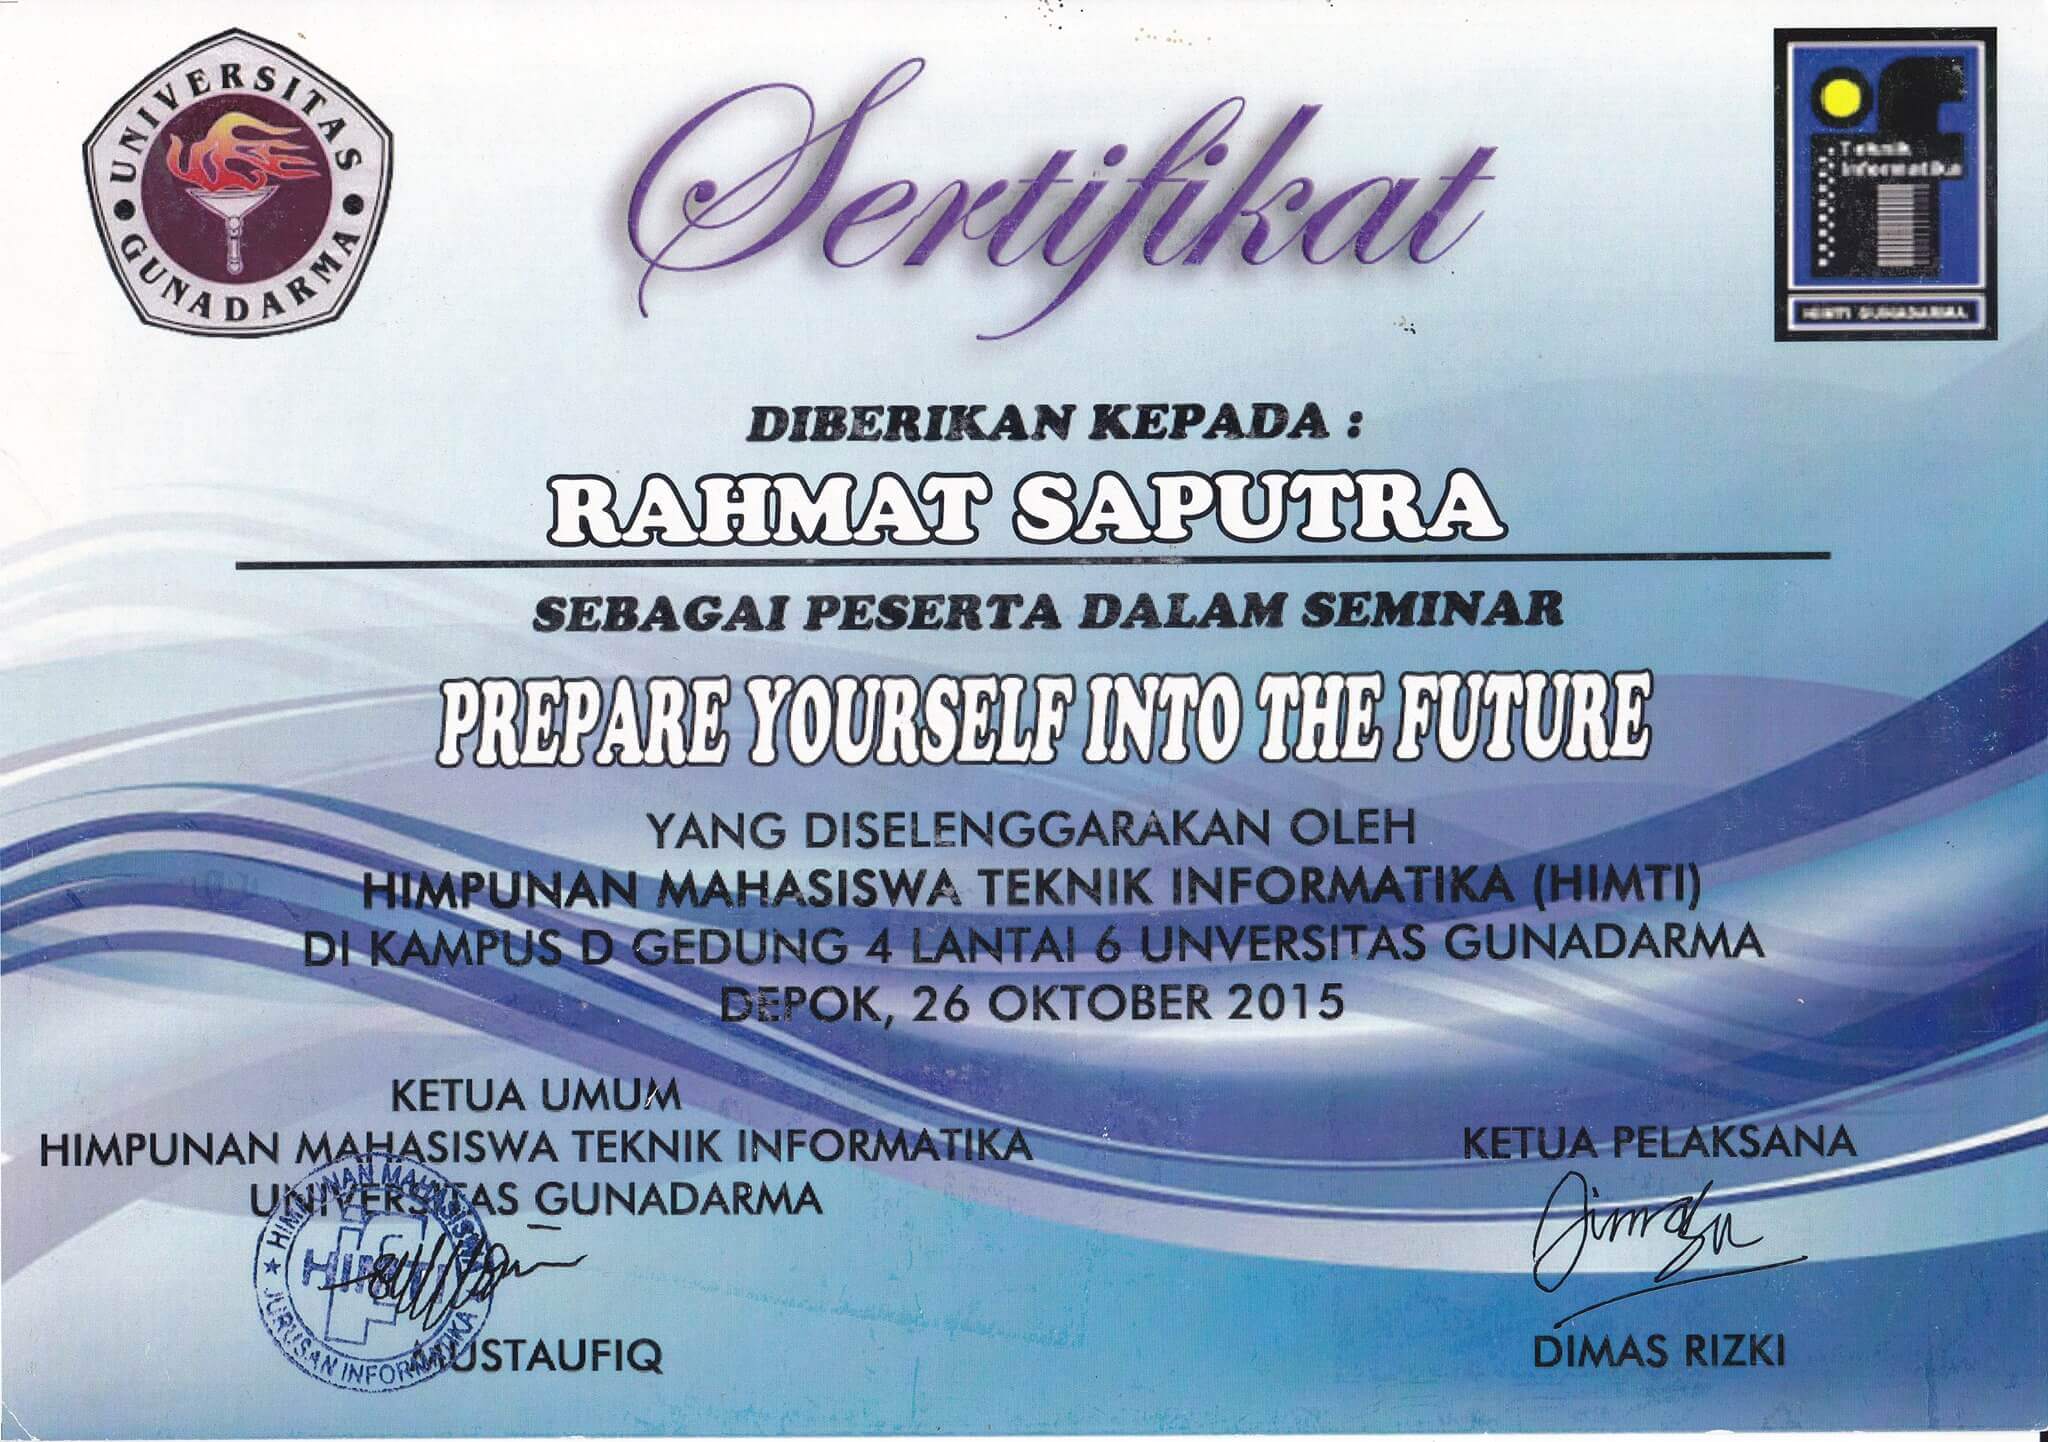 UNIVERSITAS
GUNADARMA
Sertifikat
Teknik
Informatika
HIMTI GUNADARMA
DIBERIKAN KEPADA :
RAHMAT SAPUTRA
SEBAGAI PESERTA DALAM SEMINAR
PREPARE YOURSELF INTO THE FUTURE
YANG DISELENGGARAKAN OLEH
HIMPUNAN MAHASISWA TEKNIK INFORMATIKA (HIMTI)
DI KAMPUS D GEDUNG 4 LANTAI 6 UNVERSITAS GUNADARMA
DEPOK, 26 OKTOBER 2015
KETUA UMUM
HIMPUNAN MAHASISWA TEKNIK INFORMATIKA
UNIVERSITAS GUNADARMA
HIMPUNAN MAHASISWA
HIMTI
JURUSAN INFORMATIKA
MUSTAUFIQ
KETUA PELAKSANA
DIMAS RIZKI